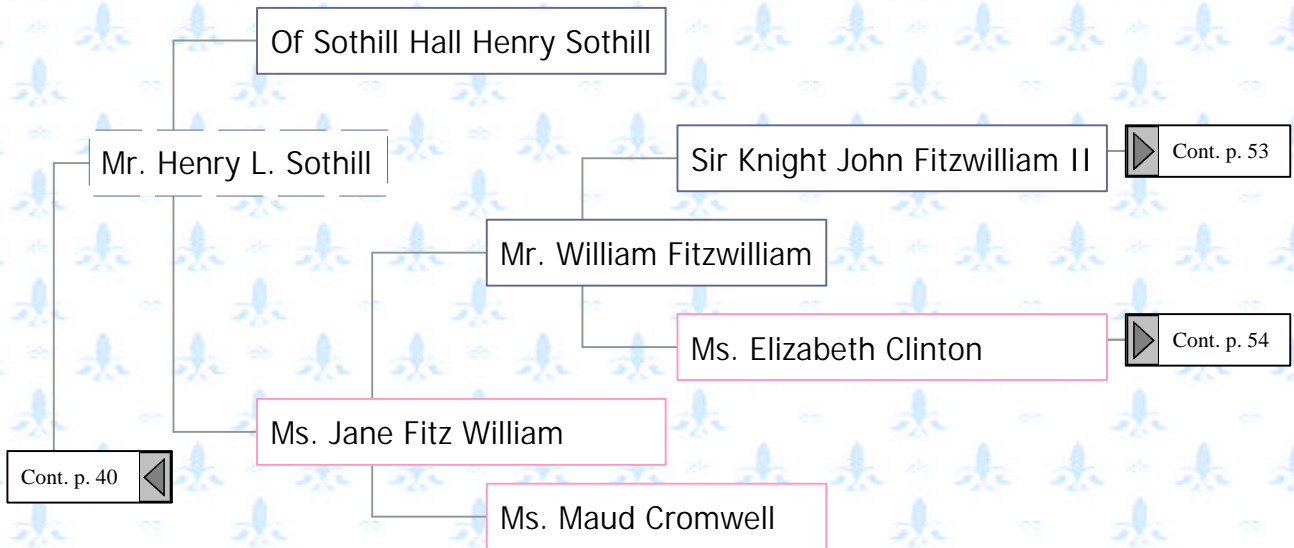 Of Sothill Hall Henry Sothill
Mr. Henry L. Sothill
Sir Knight John Fitzwilliam II
Cont. p. 53
Mr. William Fitzwilliam
Ms. Elizabeth Clinton
Cont. p. 54
Ms. Jane Fitz William
Cont. p. 40
Ms. Maud Cromwell